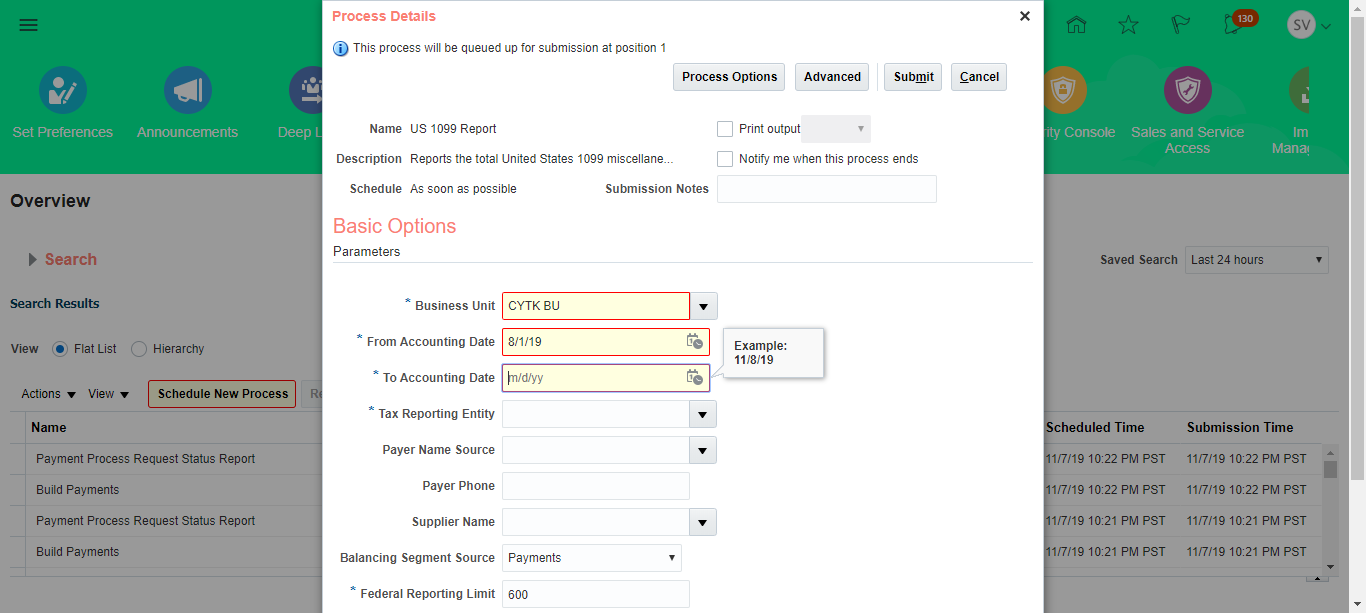 Process Details
This process will be queued up for submission at position 1
130
SV
Process Options Advanced Submit Cancel
Set Preferences Announcements Deep L
ity Console Sales and Service Access Im Manag
Name US 1099 Report Print output
Description Reports the total United States 1099 miscellane... Notify me when this process ends
Schedule As soon as possible Submission Notes
Overview
Basic Options
Parameters
Search
Saved Search Last 24 hours
Search Results
* Business Unit CYTK BU
View Flat List Hierarchy
* From Accounting Date 8/1/19
Example:
11/8/19
* To Accounting Date m/d/yy
Actions View Schedule New Process Re
* Tax Reporting Entity
Name Scheduled Time Submission Time
Payer Name Source
Payment Process Request Status Report 11/7/19 10:22 PM PST 11/7/19 10:22 PM PST
Payer Phone
Build Payments 11/7/19 10:22 PM PST 11/7/19 10:22 PM PST
Supplier Name
Payment Process Request Status Report 11/7/19 10:21 PM PST 11/7/19 10:21 PM PST
Balancing Segment Source Payments
Build Payments 11/7/19 10:21 PM PST 11/7/19 10:21 PM PST
* Federal Reporting Limit 600